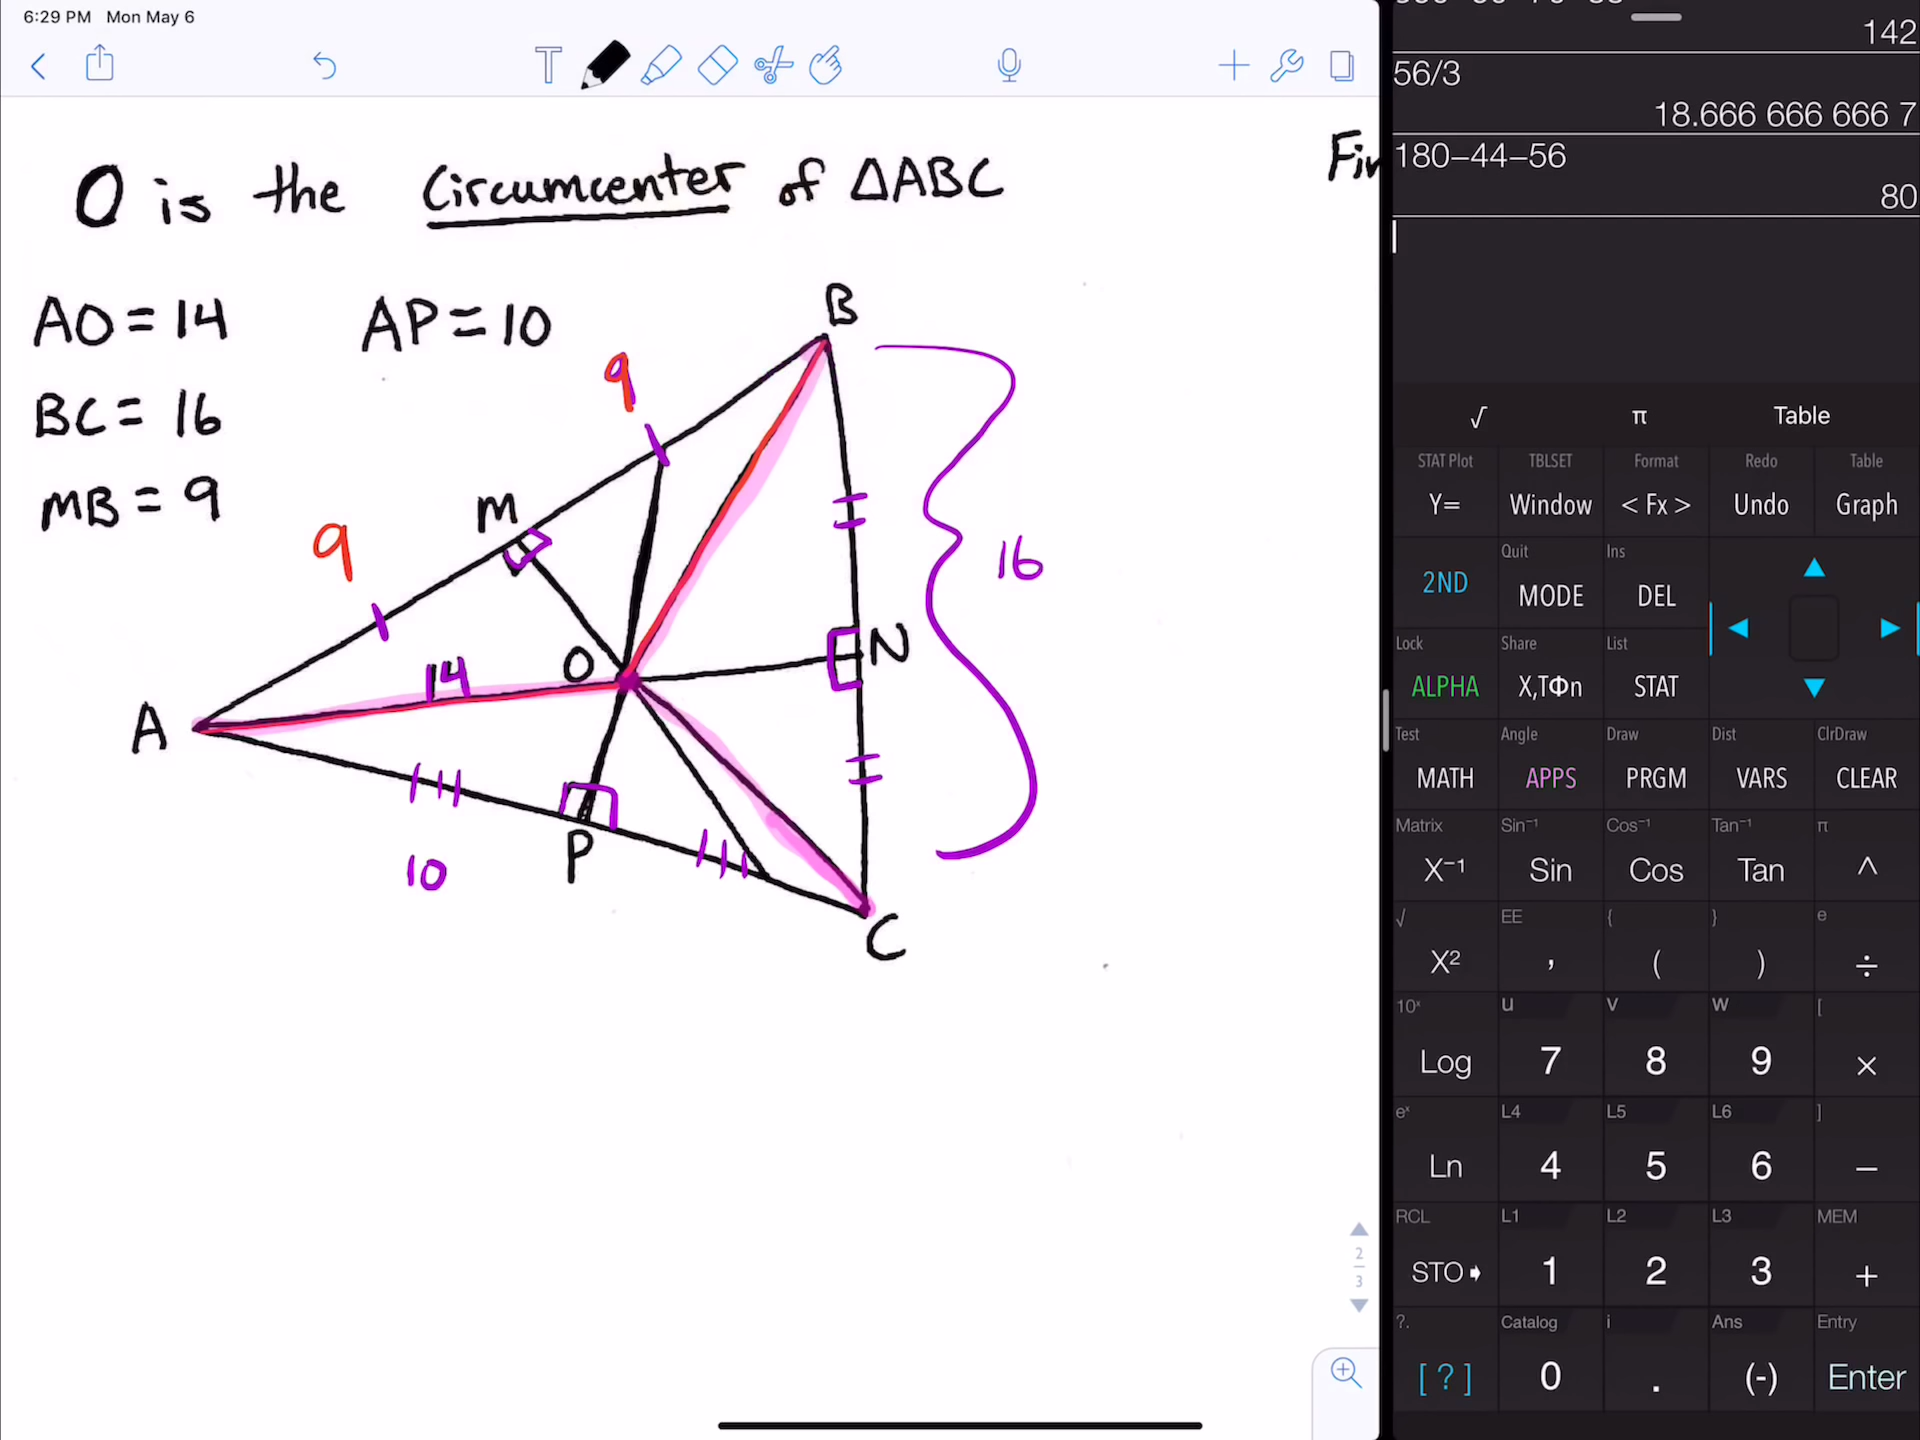 6:29 PM Mon May 6
O is the Circumcenter of △ABC
Fin
AO = 14 AP = 10
BC = 16
MB = 9
B
9
M
9
16
O
N
14
A
P
10
C
2
3
142
56/3
18.666 666 666 7
180−44−56
80
√ π Table
STAT Plot TBLSET Format Redo Table
Y= Window < Fx > Undo Graph
Quit Ins
2ND MODE DEL
Lock Share List
ALPHA X,TΦn STAT
Test Angle Draw Dist ClrDraw
MATH APPS PRGM VARS CLEAR
Matrix Sin⁻¹ Cos⁻¹ Tan⁻¹ π
X⁻¹ Sin Cos Tan ^
√ EE { } e
X² , ( ) ÷
10ˣ u v w [
Log 7 8 9 ×
eˣ L4 L5 L6 ]
Ln 4 5 6 −
RCL L1 L2 L3 MEM
STO➧ 1 2 3 +
?. Catalog i Ans Entry
[ ? ] 0 . (-) Enter